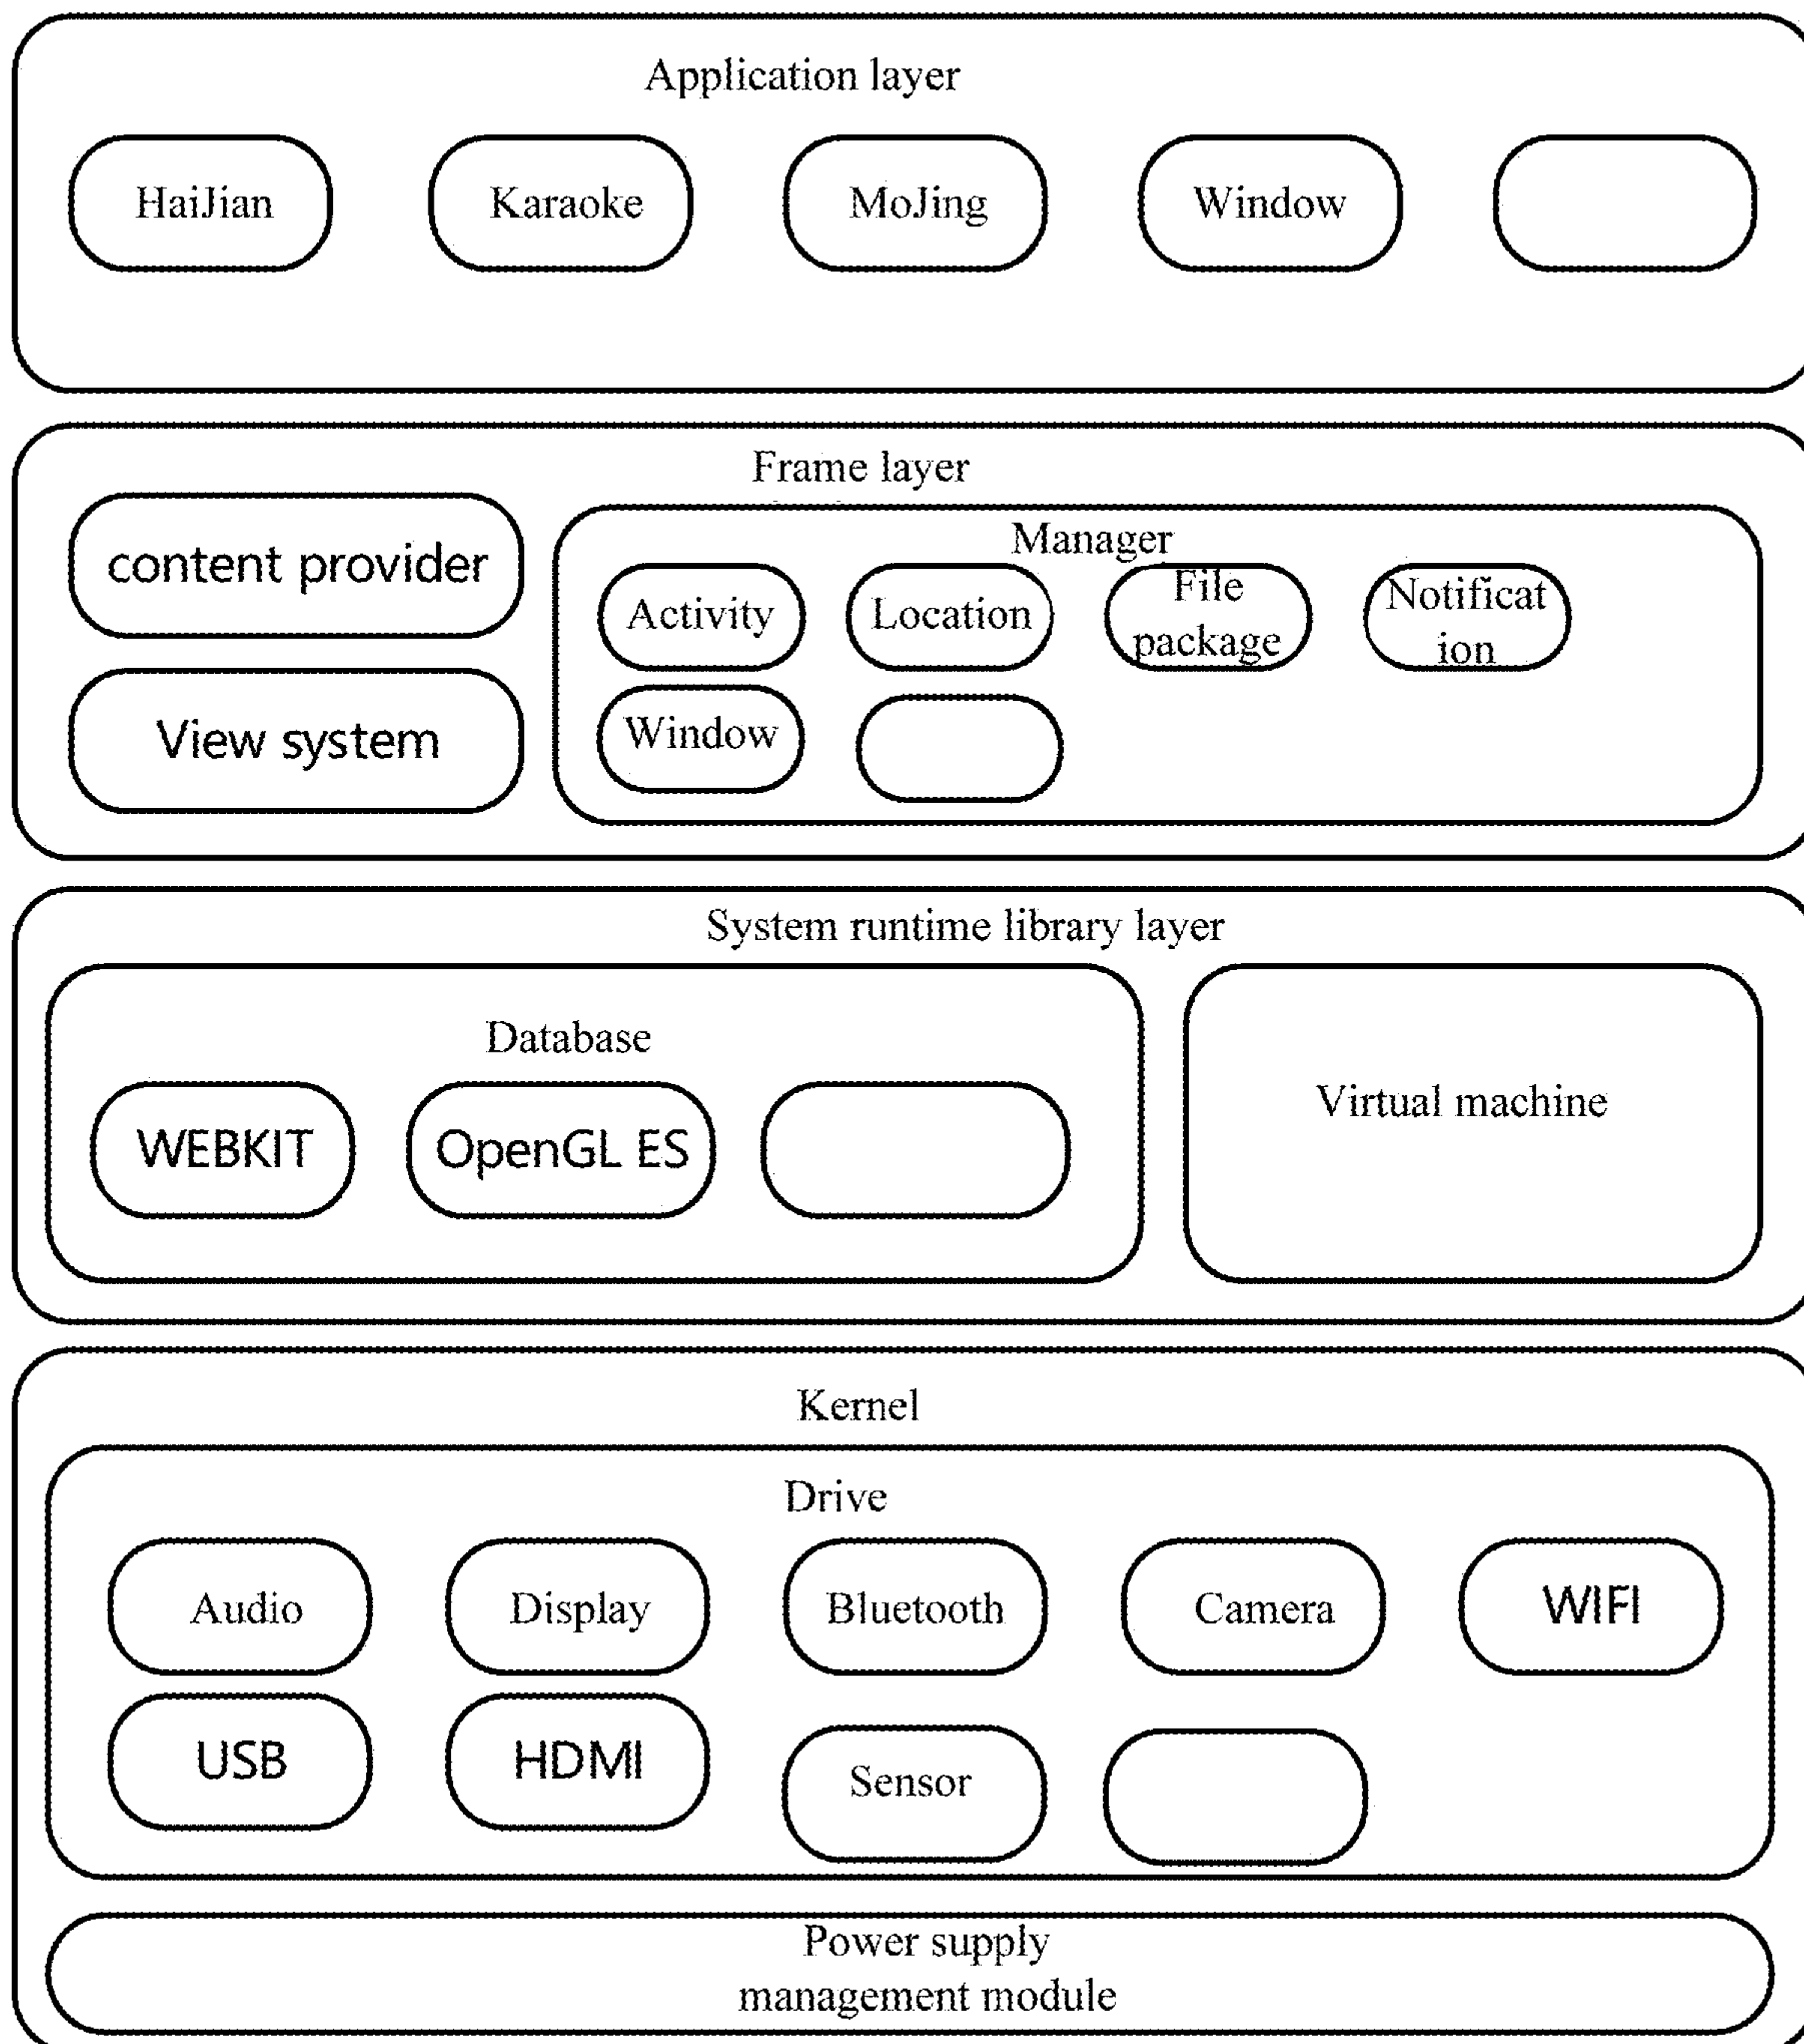 Application layer
HaiJian
Karaoke
MoJing
Window
Frame layer
content provider
View system
Manager
Activity
Location
File
package
Notificat
ion
Window
System runtime library layer
Database
WEBKIT
OpenGL ES
Virtual machine
Kernel
Drive
Audio
Display
Bluetooth
Camera
WIFI
USB
HDMI
Sensor
Power supply
management module